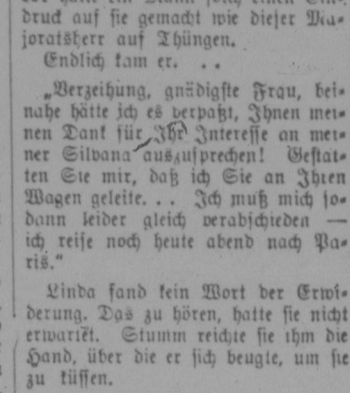 druck auf sie gemacht wie dieser Ma-
joratsherr auf Thüngen.
Endlich kam er. . .
„Verzeihung, gnädigste Frau, bei-
nahe hätte ich es verpaßt, Ihnen mei-
nen Dank für Ihr Interesse an mei-
ner Silvana auszusprechen! Gestat-
ten Sie mir, daß ich Sie an Ihren
Wagen geleite. . . Ich muß mich so-
dann leider gleich verabschieden —
ich reise noch heute abend nach Pa-
ris.“
Linda fand kein Wort der Erwi-
derung. Das zu hören, hatte sie nicht
erwartet. Stumm reichte sie ihm die
Hand, über die er sich beugte, um sie
zu küssen.